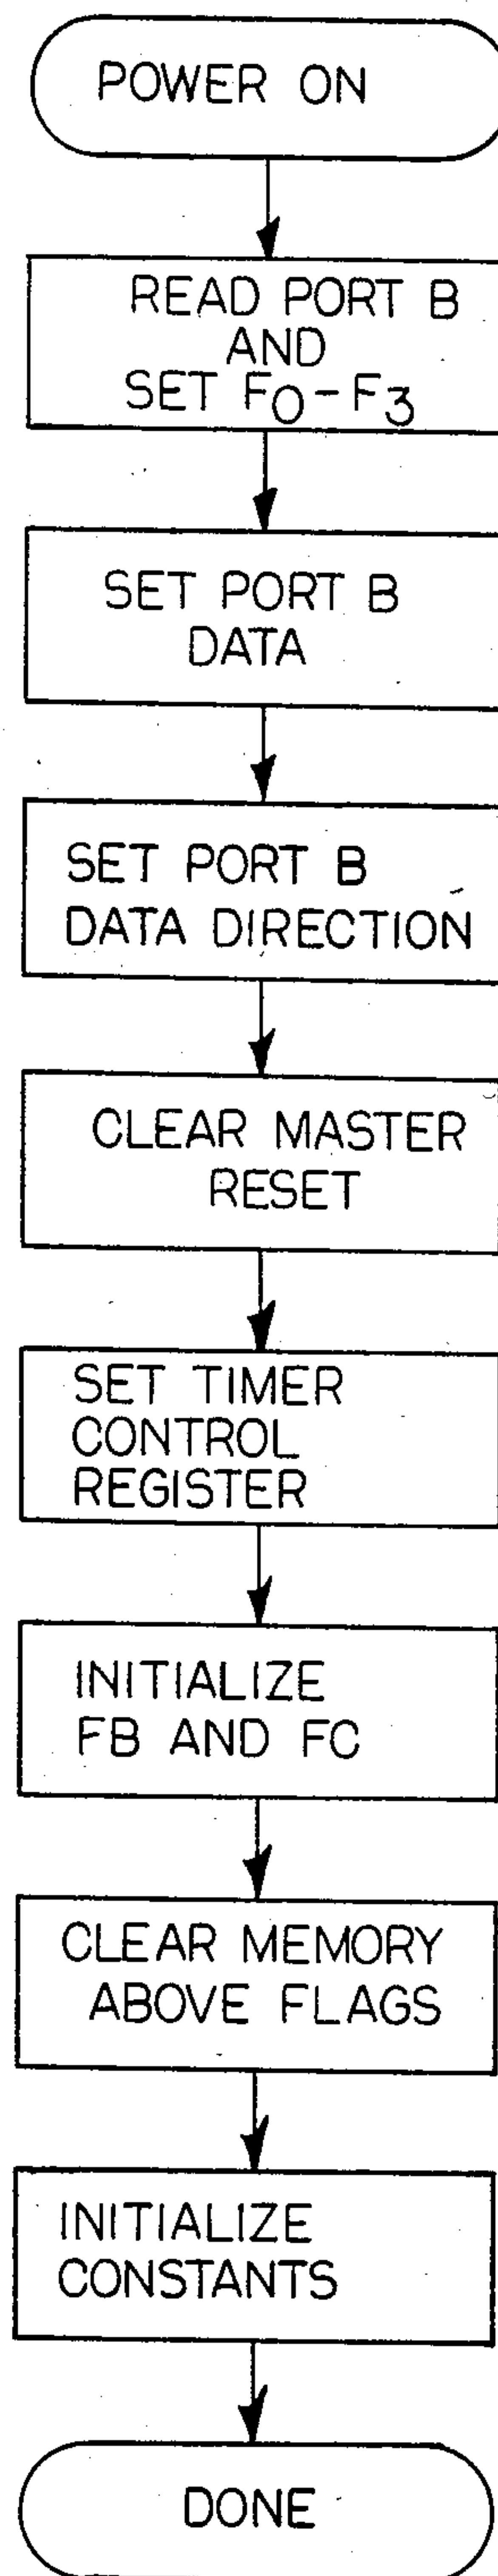 POWER ON
READ PORT B
AND
SET F0-F3
SET PORT B
DATA
SET PORT B
DATA DIRECTION
CLEAR MASTER
RESET
SET TIMER
CONTROL
REGISTER
INITIALIZE
FB AND FC
CLEAR MEMORY
ABOVE FLAGS
INITIALIZE
CONSTANTS
DONE